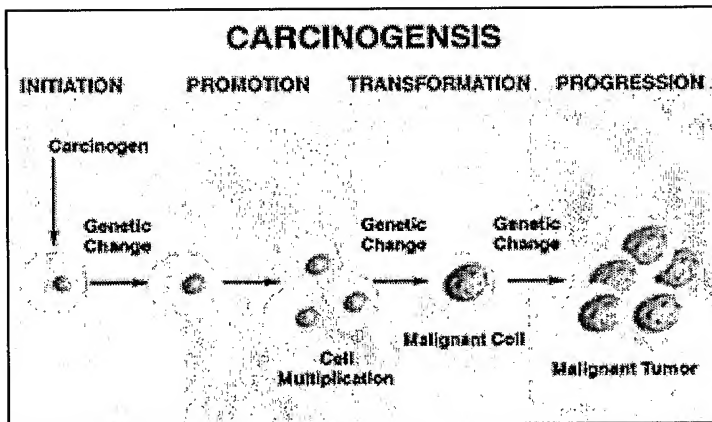 CARCINOGENSIS
INITIATION PROMOTION TRANSFORMATION PROGRESSION
Carcinogen
Genetic
Change
Genetic
Change
Genetic
Change
Cell
Multiplication
Malignant Cell
Malignant Tumor